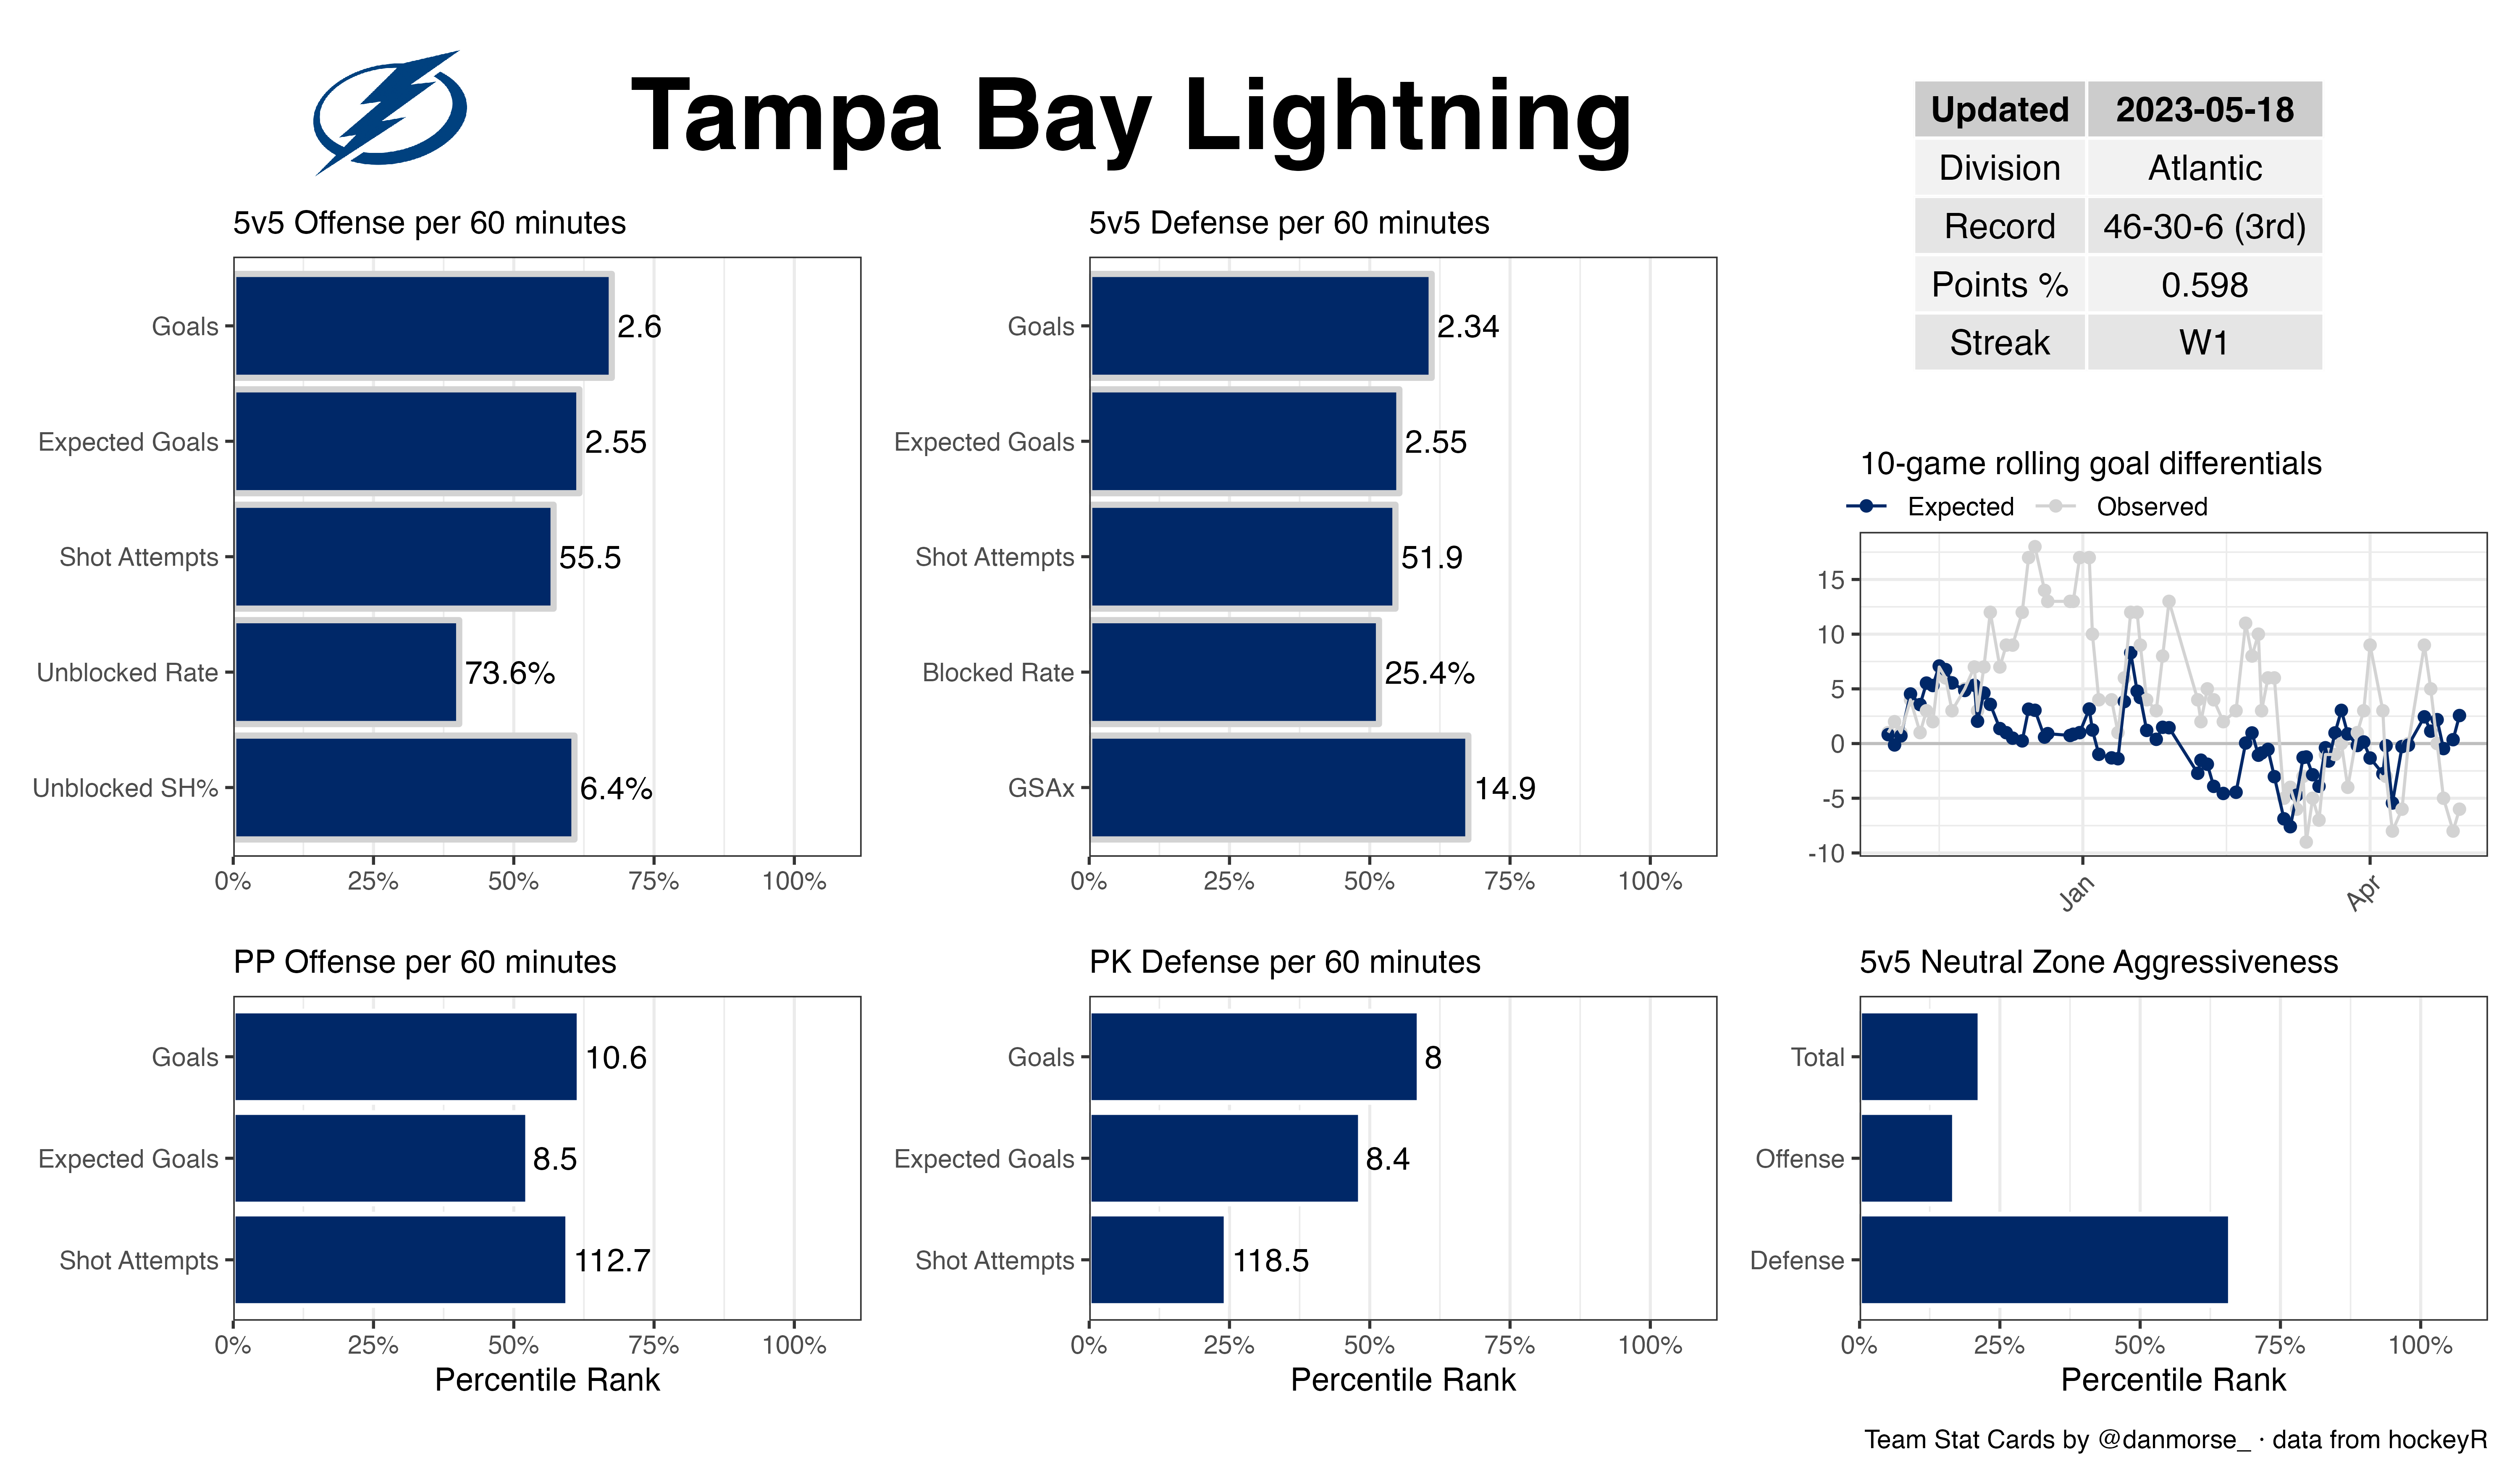 Tampa Bay Lightning
Updated 2023-05-18
Division Atlantic
Record 46-30-6 (3rd)
Points % 0.598
Streak W1
5v5 Offense per 60 minutes
Goals 2.6
Expected Goals 2.55
Shot Attempts 55.5
Unblocked Rate 73.6%
Unblocked SH% 6.4%
0% 25% 50% 75% 100%
5v5 Defense per 60 minutes
Goals 2.34
Expected Goals 2.55
Shot Attempts 51.9
Blocked Rate 25.4%
GSAx 14.9
0% 25% 50% 75% 100%
10-game rolling goal differentials
Expected Observed
15
10
5
0
-5
-10
Jan Apr
PP Offense per 60 minutes
Goals 10.6
Expected Goals 8.5
Shot Attempts 112.7
0% 25% 50% 75% 100%
Percentile Rank
PK Defense per 60 minutes
Goals 8
Expected Goals 8.4
Shot Attempts 118.5
0% 25% 50% 75% 100%
Percentile Rank
5v5 Neutral Zone Aggressiveness
Total
Offense
Defense
0% 25% 50% 75% 100%
Percentile Rank
Team Stat Cards by @danmorse_ · data from hockeyR